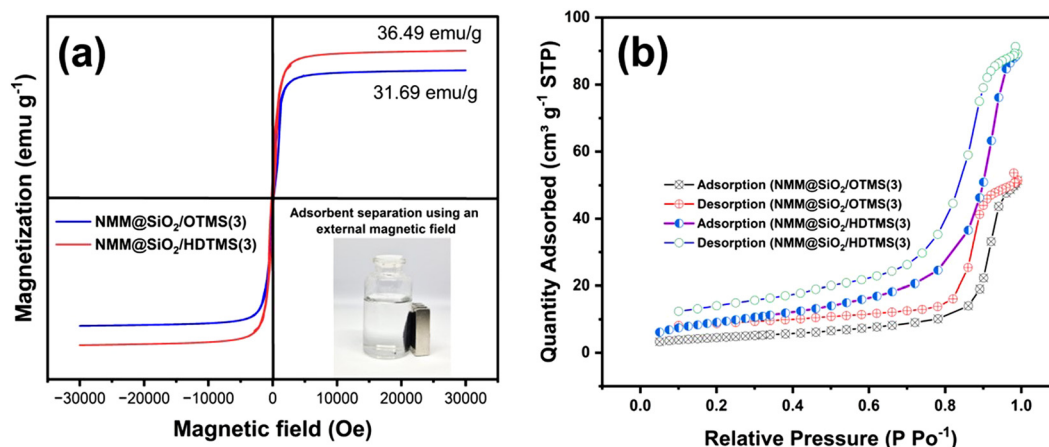 (a)
36.49 emu/g
31.69 emu/g
Magnetization (emu g⁻¹)
NMM@SiO₂/OTMS(3)
NMM@SiO₂/HDTMS(3)
Adsorbent separation using an
external magnetic field
−30000 −20000 −10000 0 10000 20000 30000
Magnetic field (Oe)
(b)
Quantity Adsorbed (cm³ g⁻¹ STP)
100
80
60
40
20
0
Adsorption (NMM@SiO₂/OTMS(3)
Desorption (NMM@SiO₂/OTMS(3)
Adsorption (NMM@SiO₂/HDTMS(3)
Desorption (NMM@SiO₂/HDTMS(3)
0.0 0.2 0.4 0.6 0.8 1.0
Relative Pressure (P Po⁻¹)